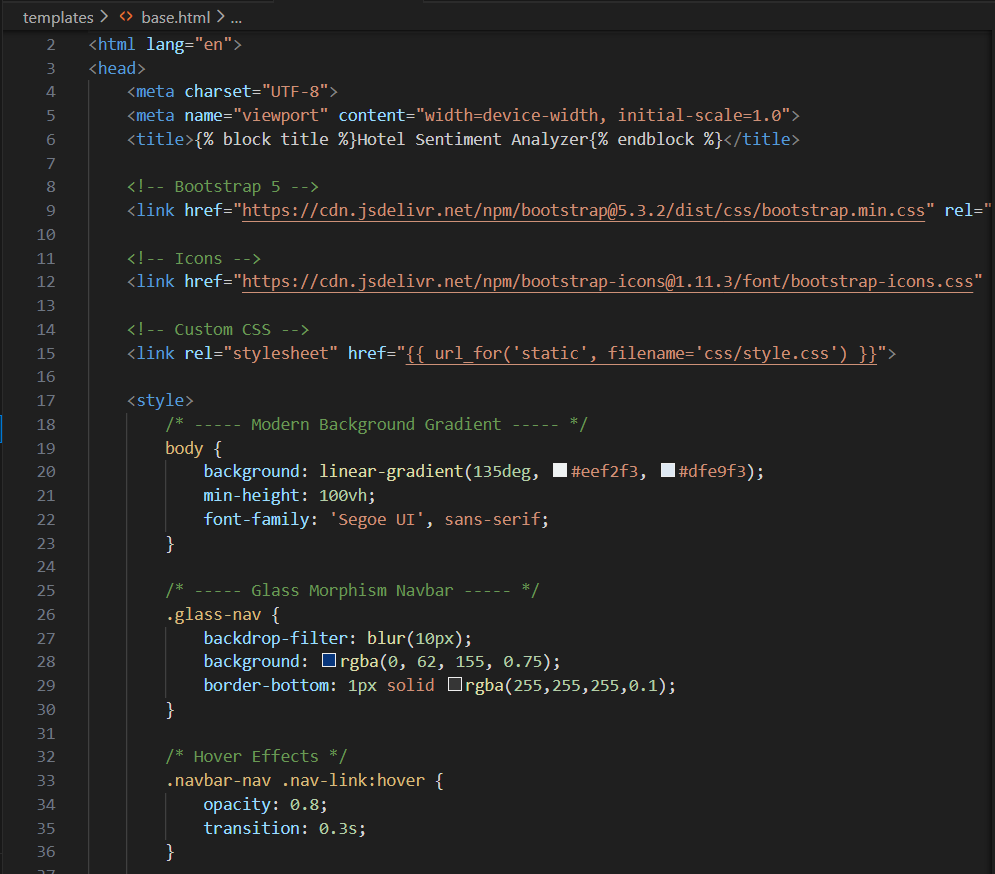 templates > <> base.html > ...
2 <html lang="en">
3 <head>
4 <meta charset="UTF-8">
5 <meta name="viewport" content="width=device-width, initial-scale=1.0">
6 <title>{% block title %}Hotel Sentiment Analyzer{% endblock %}</title>
7
8 <!-- Bootstrap 5 -->
9 <link href="https://cdn.jsdelivr.net/npm/bootstrap@5.3.2/dist/css/bootstrap.min.css" rel="
10
11 <!-- Icons -->
12 <link href="https://cdn.jsdelivr.net/npm/bootstrap-icons@1.11.3/font/bootstrap-icons.css"
13
14 <!-- Custom CSS -->
15 <link rel="stylesheet" href="{{ url_for('static', filename='css/style.css') }}">
16
17 <style>
18 /* ----- Modern Background Gradient ----- */
19 body {
20 background: linear-gradient(135deg, #eef2f3, #dfe9f3);
21 min-height: 100vh;
22 font-family: 'Segoe UI', sans-serif;
23 }
24
25 /* ----- Glass Morphism Navbar ----- */
26 .glass-nav {
27 backdrop-filter: blur(10px);
28 background: rgba(0, 62, 155, 0.75);
29 border-bottom: 1px solid rgba(255,255,255,0.1);
30 }
31
32 /* Hover Effects */
33 .navbar-nav .nav-link:hover {
34 opacity: 0.8;
35 transition: 0.3s;
36 }
37